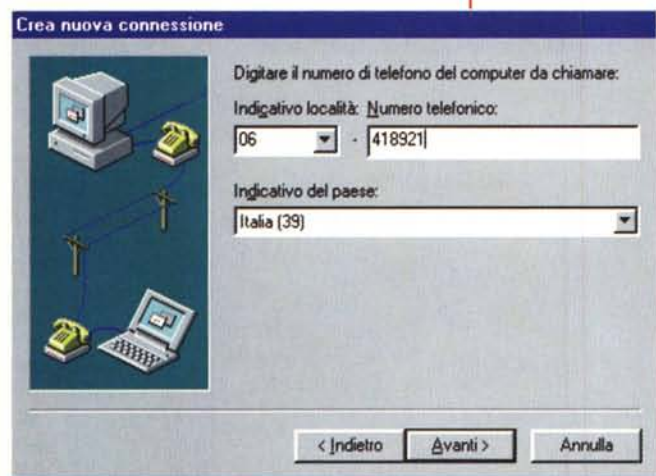 Crea nuova connessione
Digitare il numero di telefono del computer da chiamare:
Indicativo località: Numero telefonico:
06 - 418921
Indicativo del paese:
Italia (39)
< Indietro Avanti > Annulla